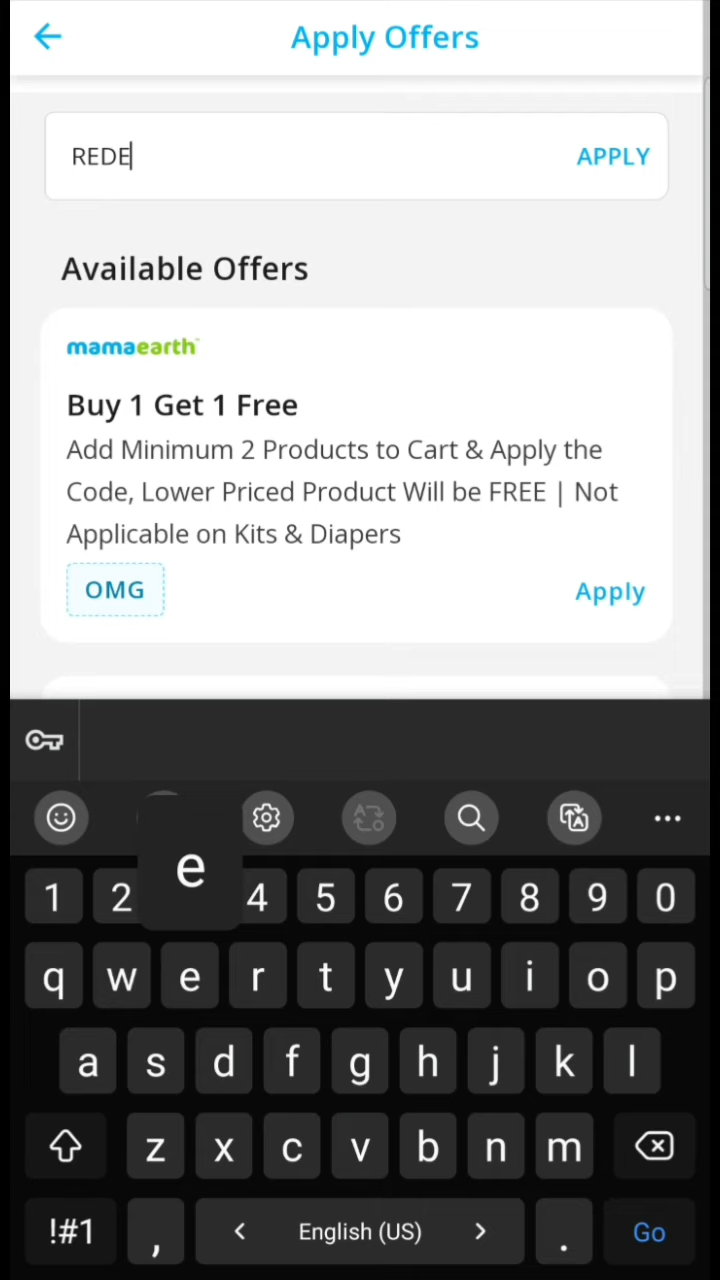 Apply Offers
REDE APPLY
Available Offers
mamaearth
Buy 1 Get 1 Free
Add Minimum 2 Products to Cart & Apply the
Code, Lower Priced Product Will be FREE | Not
Applicable on Kits & Diapers
OMG Apply
e
1 2 4 5 6 7 8 9 0
q w e r t y u i o p
a s d f g h j k l
z x c v b n m
!#1 , < English (US) > . Go